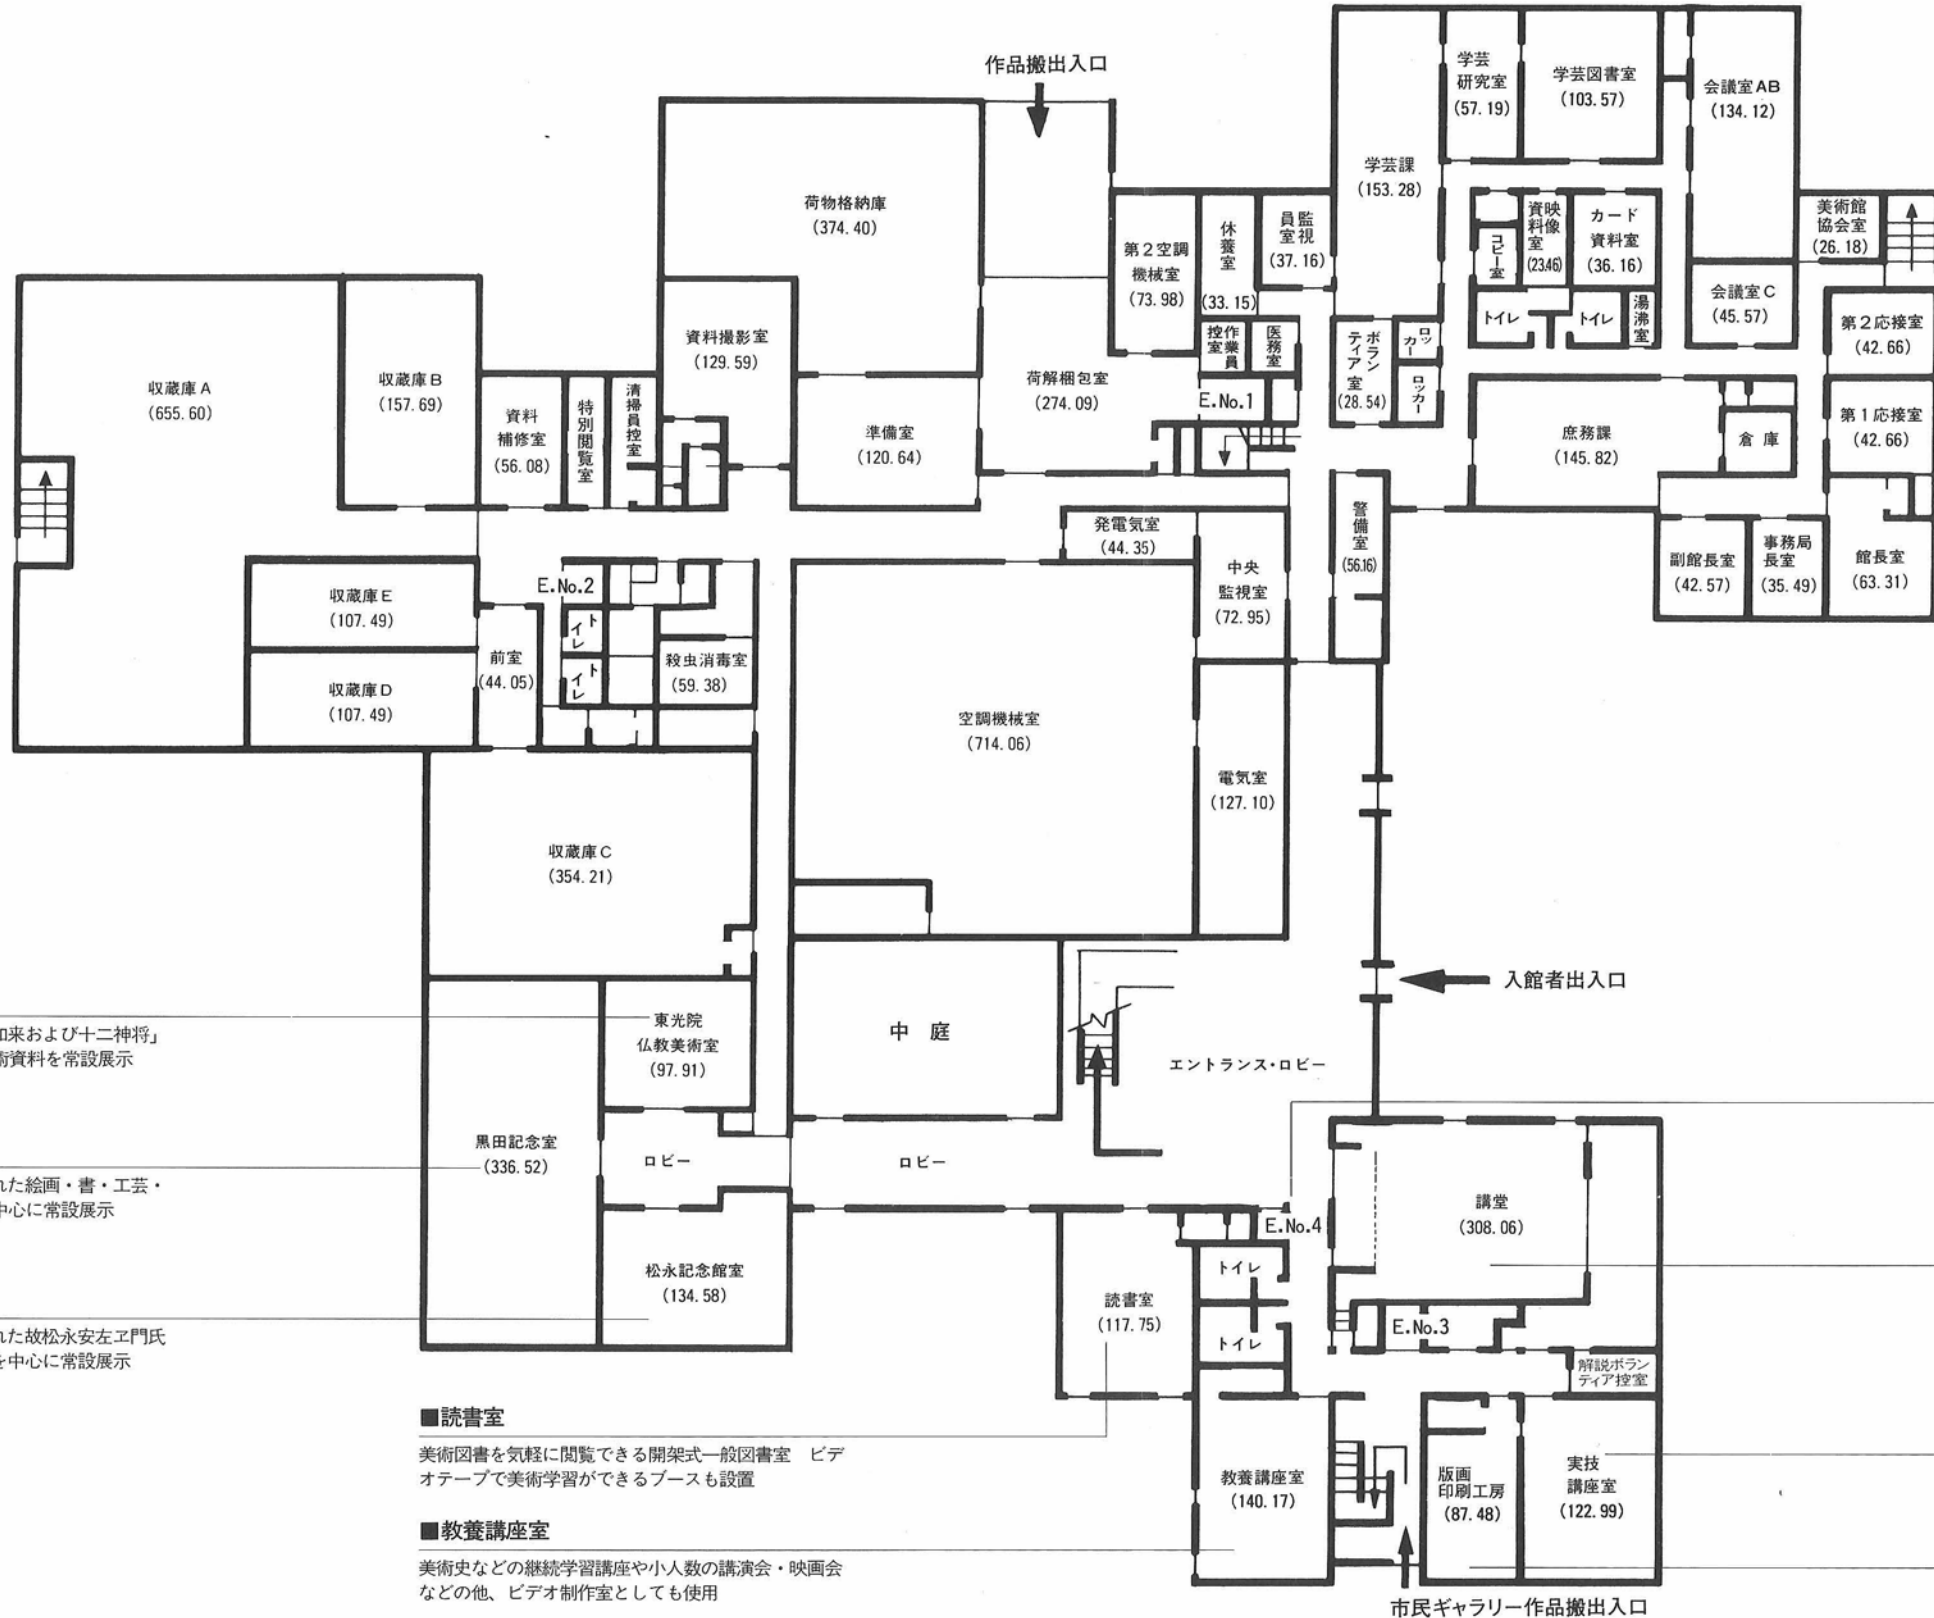 作品搬出入口
学芸
研究室
(57.19)
学芸図書室
(103.57)
会議室AB
(134.12)
学芸課
(153.28)
荷物格納庫
(374.40)
第2空調
機械室
(73.98)
休養室
(33.15)
監視
員室
(37.16)
コピー室
映像
資料室
(23.46)
カード
資料室
(36.16)
美術館
協会室
(26.18)
トイレ
トイレ
湯沸室
会議室C
(45.57)
第2応接室
(42.66)
収蔵庫A
(655.60)
収蔵庫B
(157.69)
資料
補修室
(56.08)
特別閲覧室
清掃員控室
資料撮影室
(129.59)
準備室
(120.64)
荷解梱包室
(274.09)
作業員
控室
医務室
E.No.1
ボラン
ティア
室
(28.54)
ロッカー
ロッカー
庶務課
(145.82)
倉庫
第1応接室
(42.66)
発電気室
(44.35)
中央
監視室
(72.95)
警備室
(56.16)
副館長室
(42.57)
事務局
長室
(35.49)
館長室
(63.31)
収蔵庫E
(107.49)
収蔵庫D
(107.49)
前室
(44.05)
E.No.2
トイレ
トイレ
殺虫消毒室
(59.38)
空調機械室
(714.06)
電気室
(127.10)
収蔵庫C
(354.21)
入館者出入口
東光院
仏教美術室
(97.91)
中庭
エントランス・ロビー
如来および十二神将」
術資料を常設展示
黒田記念室
(336.52)
ロビー
ロビー
れた絵画・書・工芸・
中心に常設展示
講堂
(308.06)
E.No.4
松永記念館室
(134.58)
れた故松永安左ヱ門氏
を中心に常設展示
読書室
(117.75)
トイレ
トイレ
E.No.3
解説ボラン
ティア控室
■読書室
美術図書を気軽に閲覧できる開架式一般図書室　ビデ
オテープで美術学習ができるブースも設置
教養講座室
(140.17)
版画
印刷工房
(87.48)
実技
講座室
(122.99)
■教養講座室
美術史などの継続学習講座や小人数の講演会・映画会
などの他、ビデオ制作室としても使用
市民ギャラリー作品搬出入口